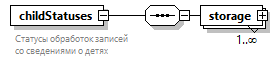 childStatuses
storage
Статусы обработок записей
со сведениями о детях
1..∞